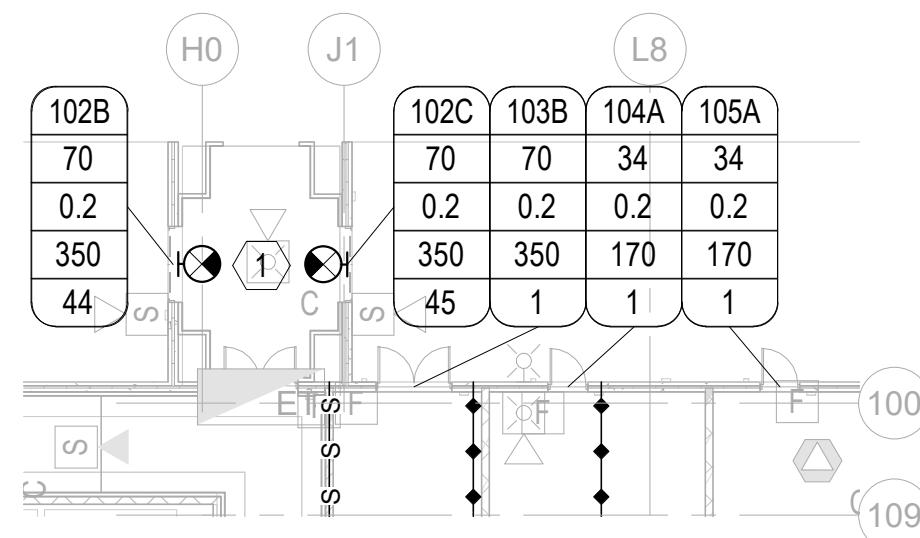 H0 J1 L8
102B 102C 103B 104A 105A
70 70 70 34 34
0.2 0.2 0.2 0.2 0.2
350 350 350 170 170
1
44 45 1 1 1
C
S S
E F F F
100
S
S
S
S
C
109